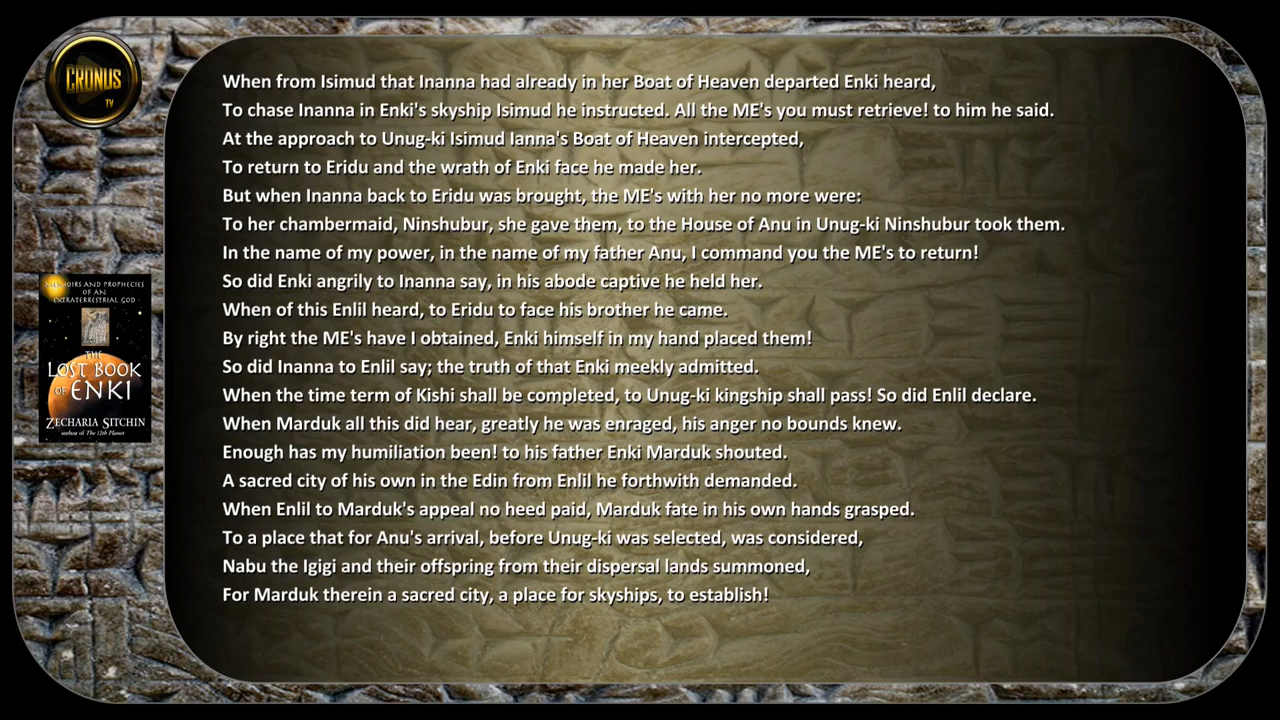 CRONUS
TV
When from Isimud that Inanna had already in her Boat of Heaven departed Enki heard,
To chase Inanna in Enki's skyship Isimud he instructed. All the ME's you must retrieve! to him he said.
At the approach to Unug-ki Isimud Ianna's Boat of Heaven intercepted,
To return to Eridu and the wrath of Enki face he made her.
But when Inanna back to Eridu was brought, the ME's with her no more were:
To her chambermaid, Ninshubur, she gave them, to the House of Anu in Unug-ki Ninshubur took them.
In the name of my power, in the name of my father Anu, I command you the ME's to return!
So did Enki angrily to Inanna say, in his abode captive he held her.
When of this Enlil heard, to Eridu to face his brother he came.
By right the ME's have I obtained, Enki himself in my hand placed them!
So did Inanna to Enlil say; the truth of that Enki meekly admitted.
When the time term of Kishi shall be completed, to Unug-ki kingship shall pass! So did Enlil declare.
When Marduk all this did hear, greatly he was enraged, his anger no bounds knew.
Enough has my humiliation been! to his father Enki Marduk shouted.
A sacred city of his own in the Edin from Enlil he forthwith demanded.
When Enlil to Marduk's appeal no heed paid, Marduk fate in his own hands grasped.
To a place that for Anu's arrival, before Unug-ki was selected, was considered,
Nabu the Igigi and their offspring from their dispersal lands summoned,
For Marduk therein a sacred city, a place for skyships, to establish!
MEMOIRS AND PROPHECIES
OF AN
EXTRATERRESTRIAL GOD
THE
LOST BOOK
OF ENKI
ZECHARIA SITCHIN
author of The 12th Planet